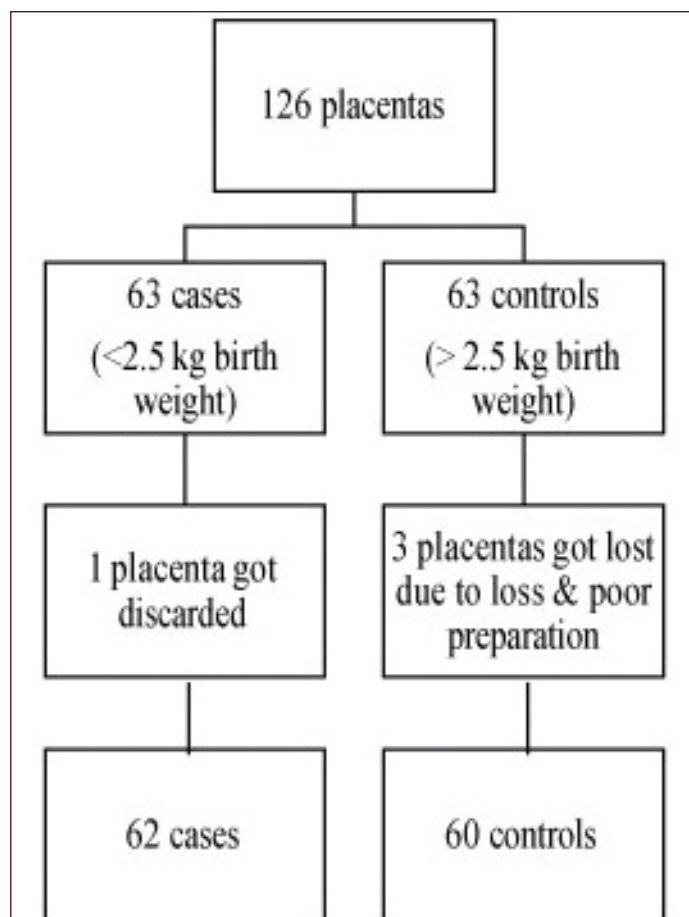 126 placentas
63 cases
(<2.5 kg birth
weight)
63 controls
(> 2.5 kg birth
weight)
1 placenta got
discarded
3 placentas got lost
due to loss & poor
preparation
62 cases
60 controls